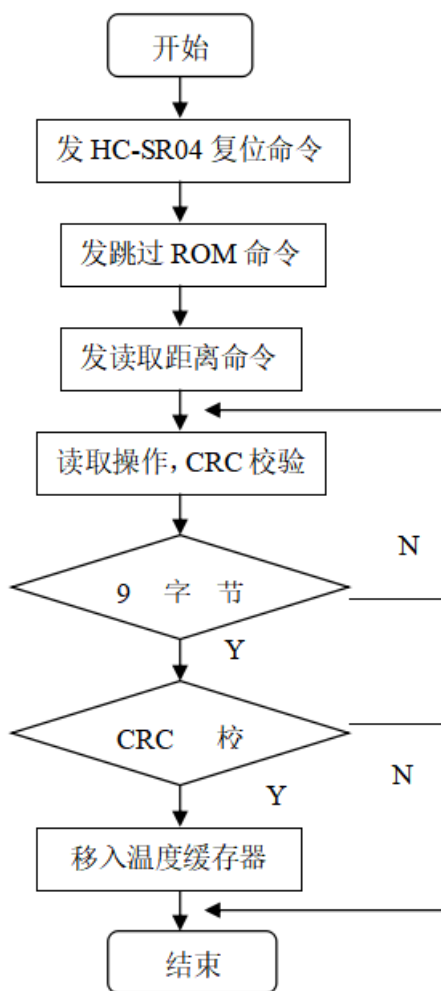 开始
发 HC-SR04 复位命令
发跳过 ROM 命令
发读取距离命令
读取操作，CRC 校验
N
9 字 节
Y
CRC 校
N
Y
移入温度缓存器
结束